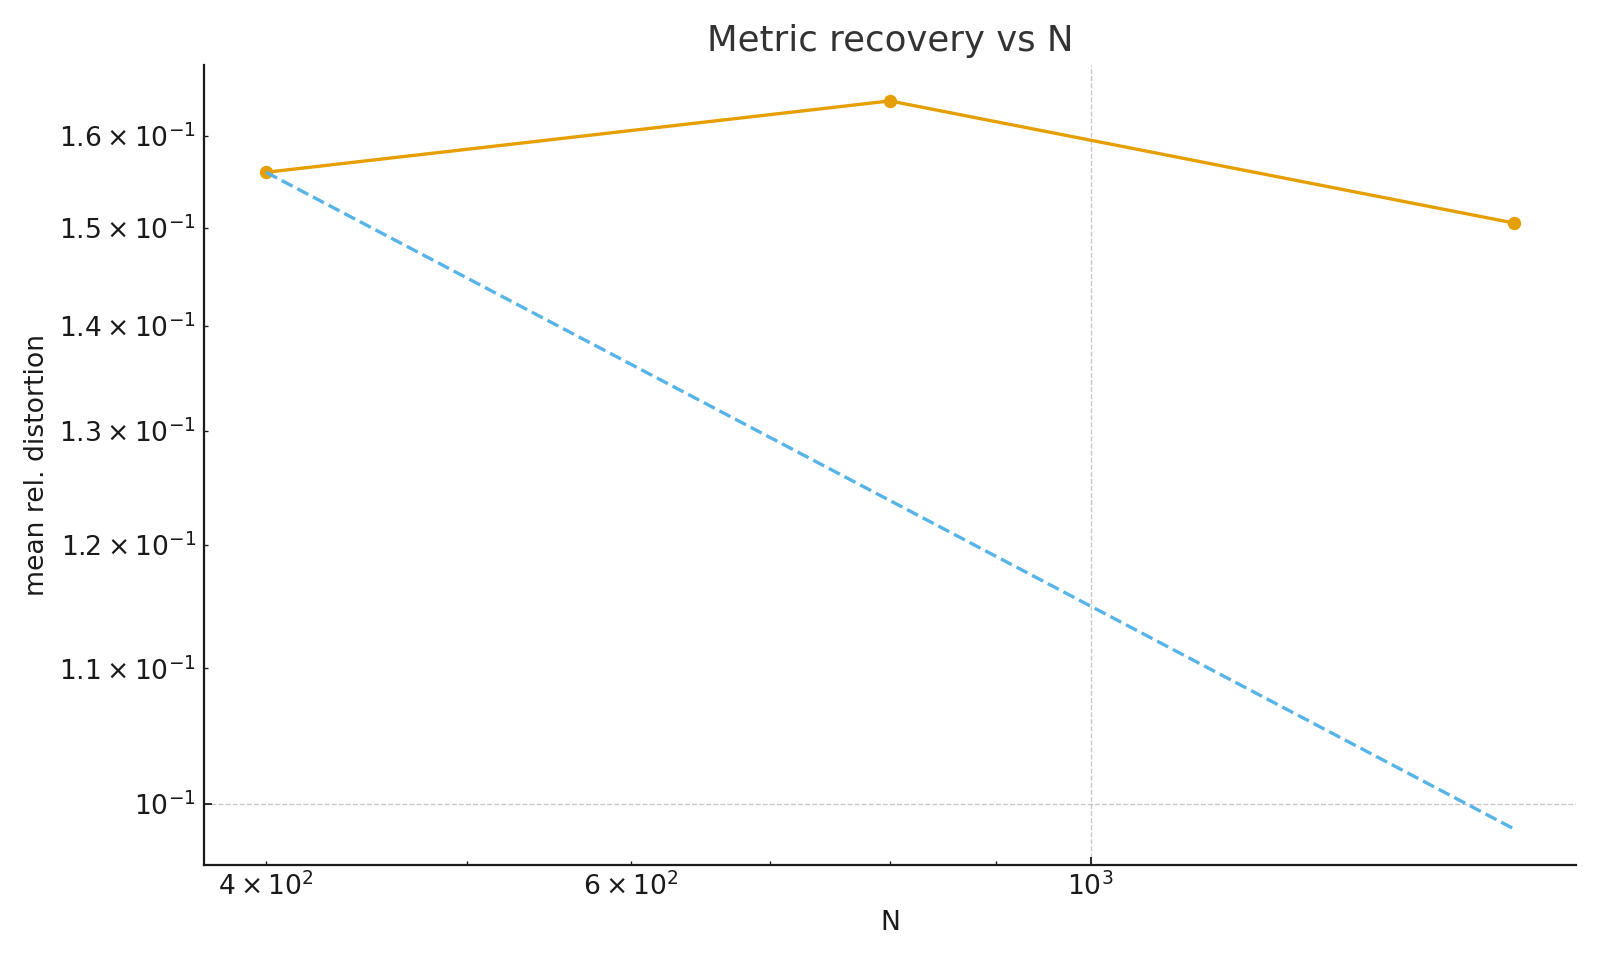 Metric recovery vs N
mean rel. distortion
1.6 × 10⁻¹
1.5 × 10⁻¹
1.4 × 10⁻¹
1.3 × 10⁻¹
1.2 × 10⁻¹
1.1 × 10⁻¹
10⁻¹
4 × 10² 6 × 10² 10³
N